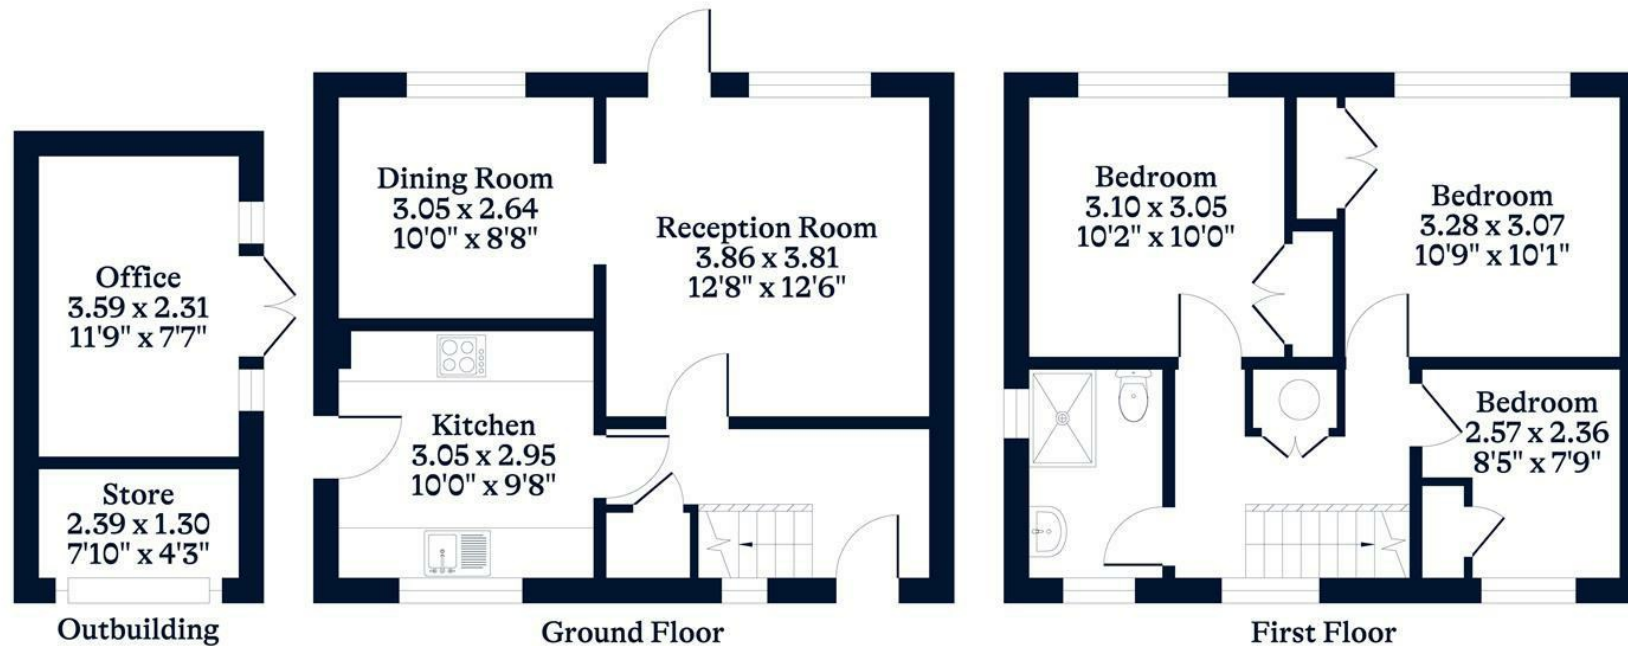 Office
3.59 x 2.31
11'9" x 7'7"
Store
2.39 x 1.30
7'10" x 4'3"
Outbuilding
Dining Room
3.05 x 2.64
10'0" x 8'8"
Reception Room
3.86 x 3.81
12'8" x 12'6"
Kitchen
3.05 x 2.95
10'0" x 9'8"
Ground Floor
Bedroom
3.10 x 3.05
10'2" x 10'0"
Bedroom
3.28 x 3.07
10'9" x 10'1"
Bedroom
2.57 x 2.36
8'5" x 7'9"
First Floor